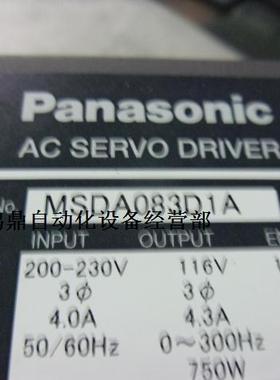 Panasonic
AC SERVO DRIVER
No. MSDA083D1A
鼎自动化设备经营部
INPUT OUTPUT
200-230V 116V
3ϕ 3ϕ
4.0A 4.3A
50/60Hz 0~300Hz
750W